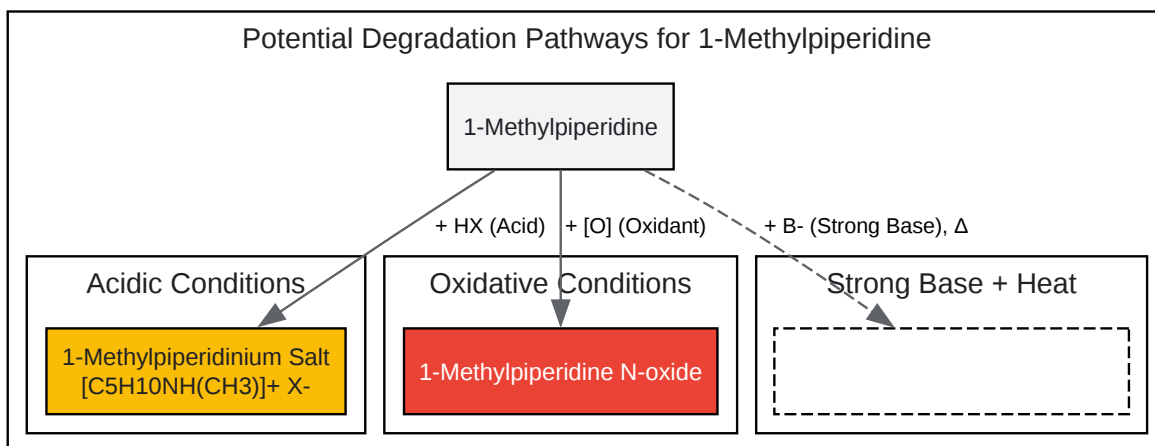 Potential Degradation Pathways for 1-Methylpiperidine
1-Methylpiperidine
+ HX (Acid)
+ [O] (Oxidant)
+ B- (Strong Base), Δ
Acidic Conditions
Oxidative Conditions
Strong Base + Heat
1-Methylpiperidinium Salt
[C5H10NH(CH3)]+ X-
1-Methylpiperidine N-oxide